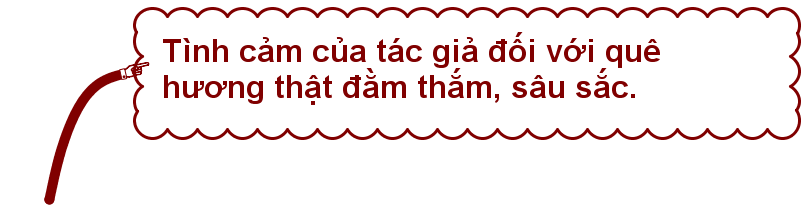 Tình cảm của tác giả đối với quê
hương thật đằm thắm, sâu sắc.